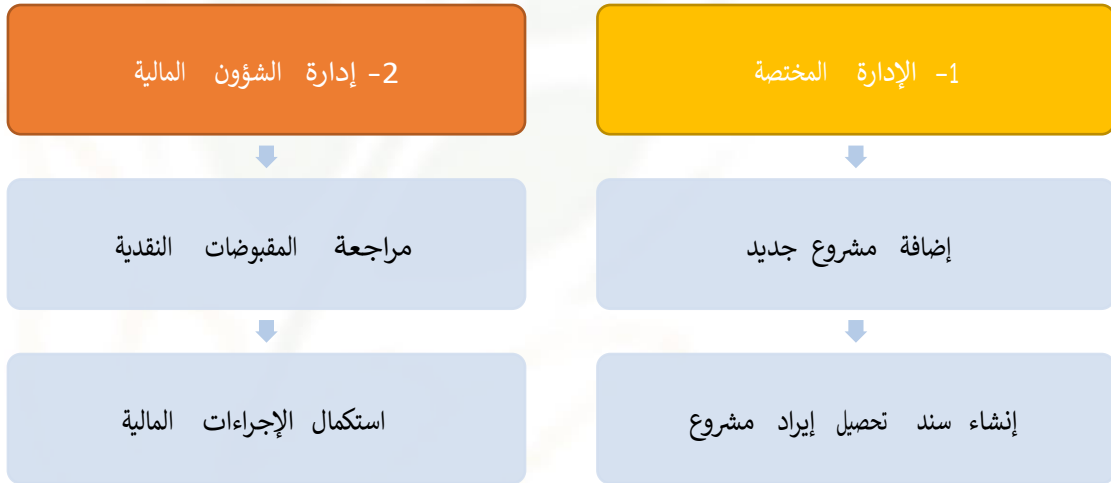 1- الإدارة المختصة
إضافة مشروع جديد
إنشاء سند تحصيل إيراد مشروع
2- إدارة الشؤون المالية
مراجعة المقبوضات النقدية
استكمال الإجراءات المالية